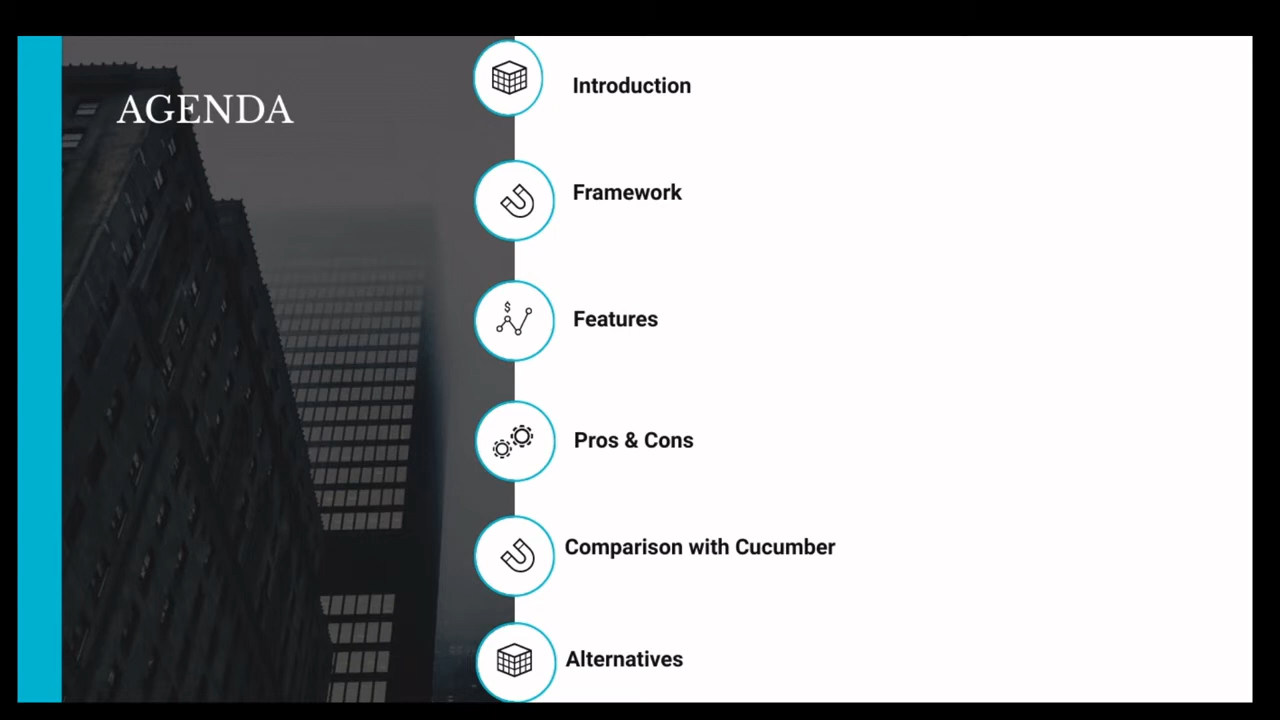 AGENDA
Introduction
Framework
$
Features
Pros & Cons
Comparison with Cucumber
Alternatives